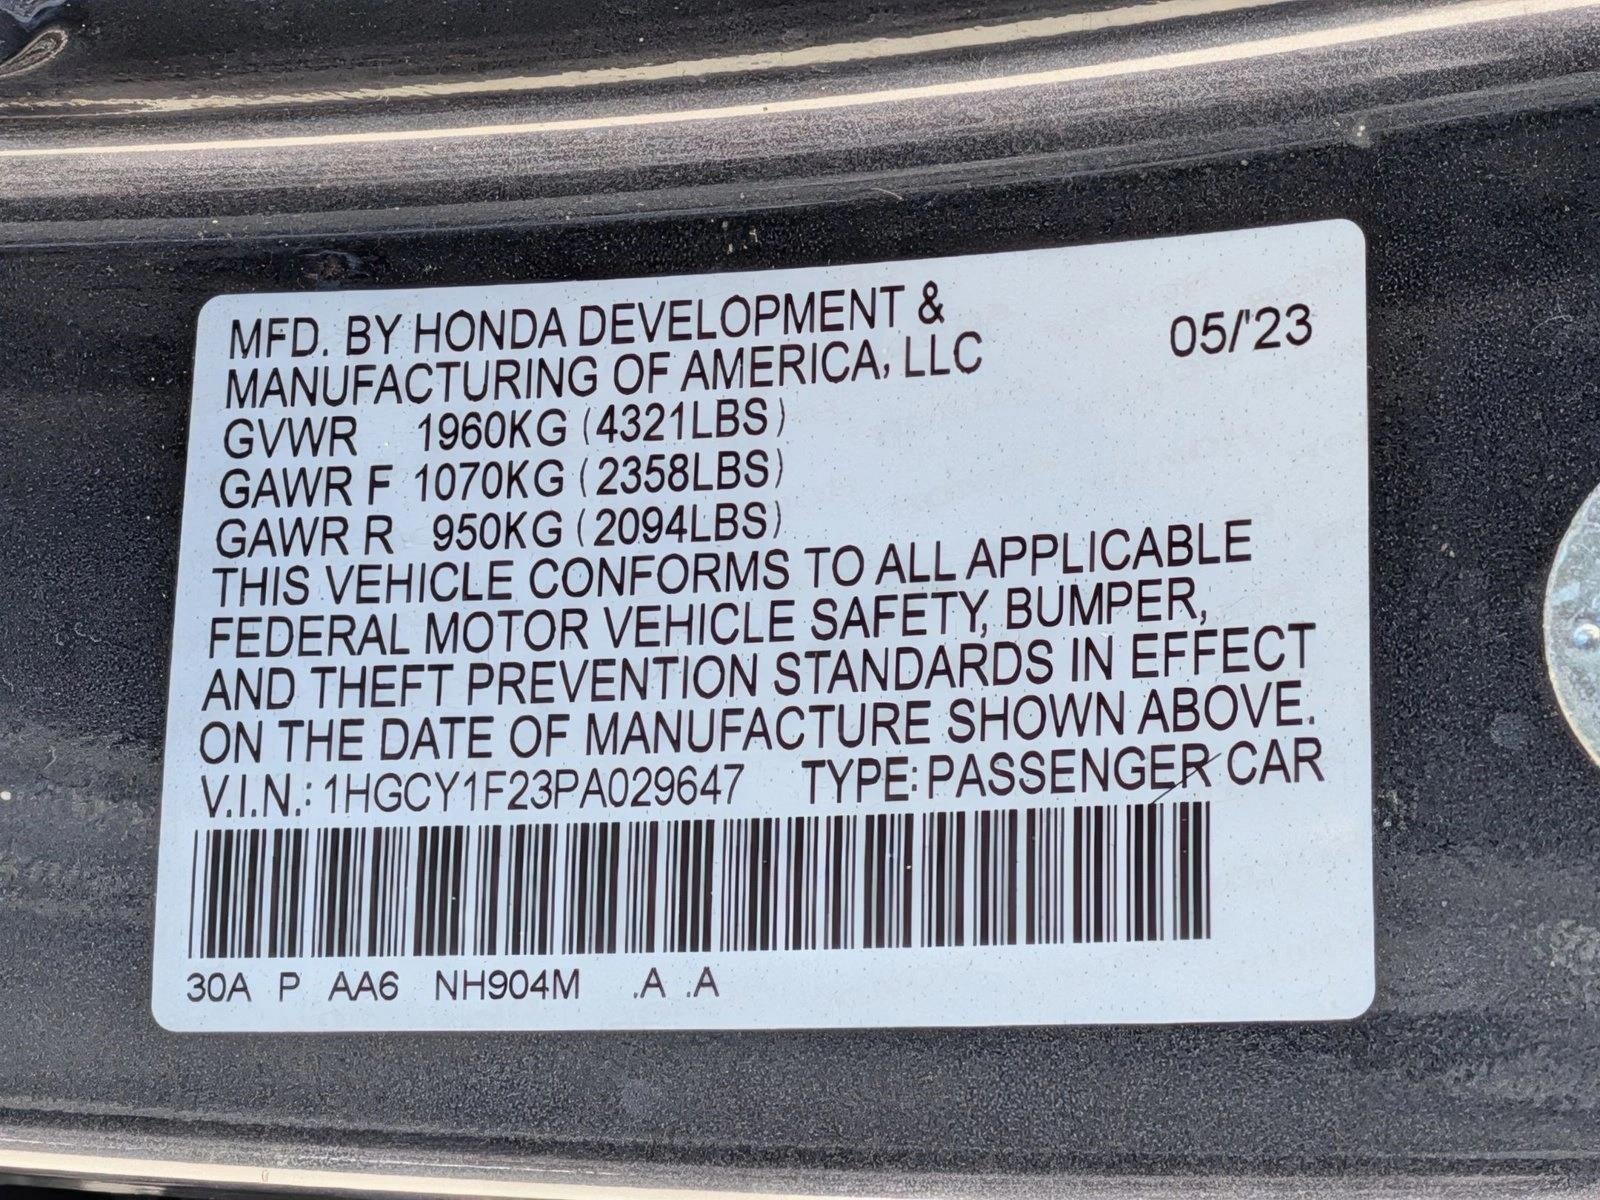 MFD. BY HONDA DEVELOPMENT &
MANUFACTURING OF AMERICA, LLC 05/'23
GVWR 1960KG (4321LBS)
GAWR F 1070KG (2358LBS)
GAWR R 950KG (2094LBS)
THIS VEHICLE CONFORMS TO ALL APPLICABLE
FEDERAL MOTOR VEHICLE SAFETY, BUMPER,
AND THEFT PREVENTION STANDARDS IN EFFECT
ON THE DATE OF MANUFACTURE SHOWN ABOVE.
V.I.N.: 1HGCY1F23PA029647 TYPE: PASSENGER CAR
30A P AA6 NH904M .A .A